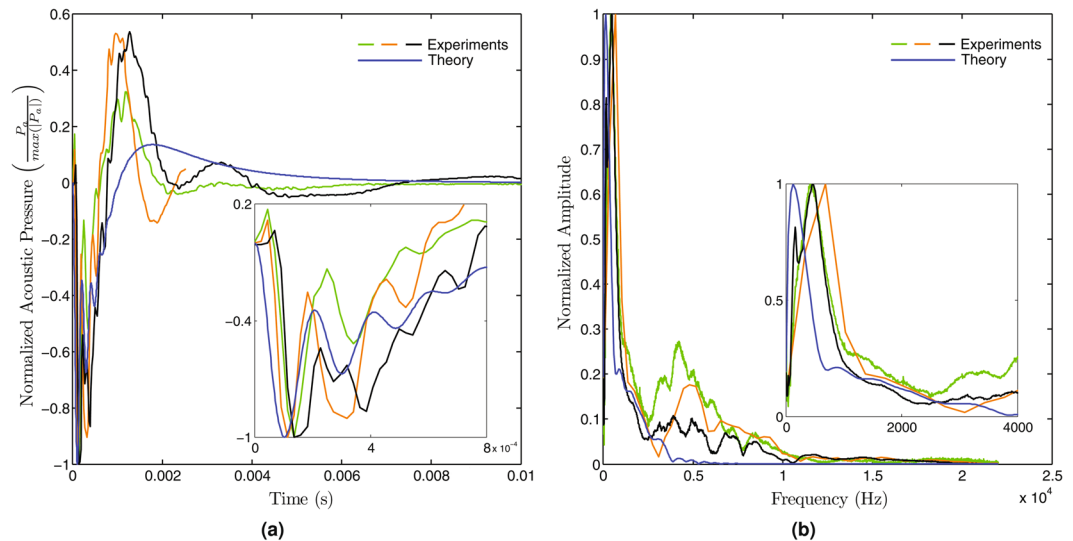 0.6
0.4
0.2
0
−0.2
−0.4
−0.6
−0.8
−1
Normalized Acoustic Pressure (P_a / max(|P_a|))
Experiments
Theory
0.2
−0.4
−1
0 4 8 x 10⁻⁴
0 0.002 0.004 0.006 0.008 0.01
Time (s)
(a)
1
0.9
0.8
0.7
0.6
0.5
0.4
0.3
0.2
0.1
0
Normalized Amplitude
Experiments
Theory
1
0.5
0
0 2000 4000
0 0.5 1 1.5 2 2.5
x 10⁴
Frequency (Hz)
(b)